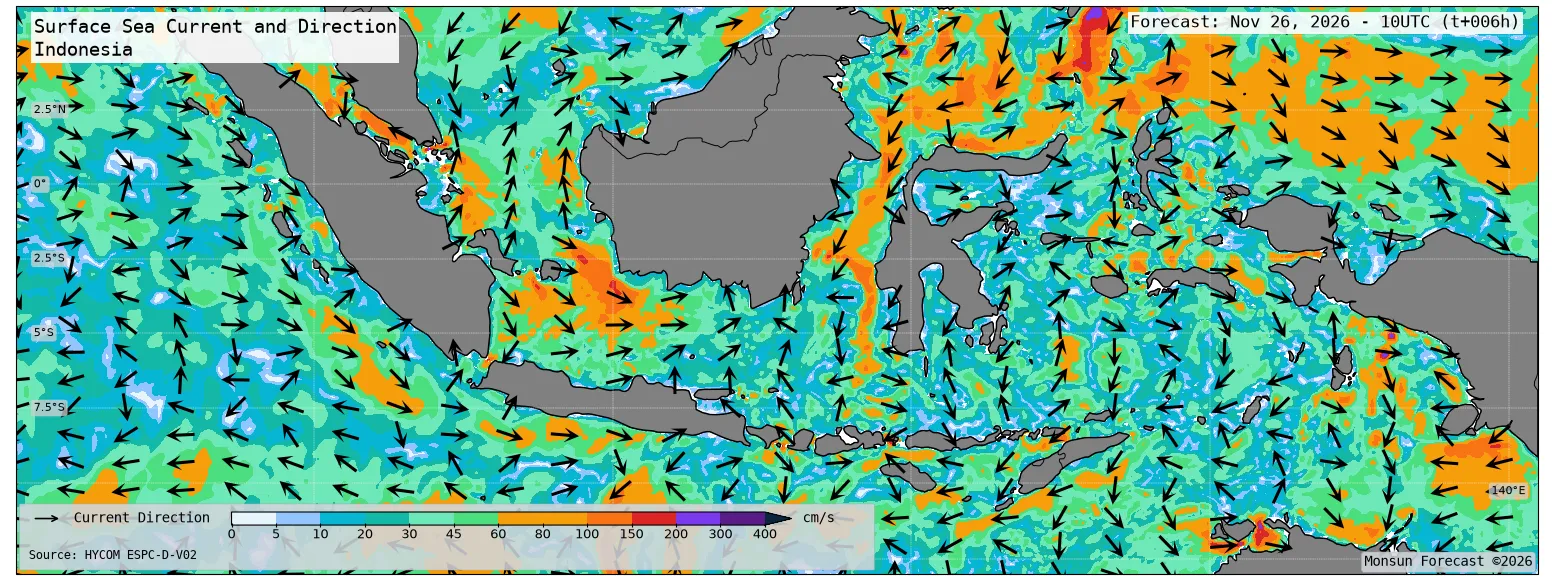 Surface Sea Current and Direction
Indonesia
Forecast: Nov 26, 2026 - 10UTC (t+006h)
2.5°N
0°
2.5°S
5°S
7.5°S
140°E
Current Direction
0 5 10 20 30 45 60 80 100 150 200 300 400 cm/s
Source: HYCOM ESPC-D-V02
Monsun Forecast ©2026